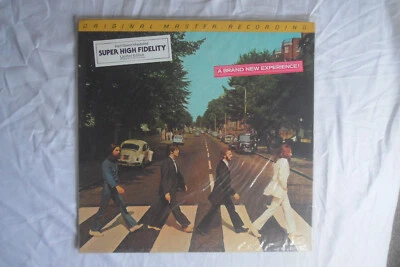 ORIGINAL MASTER RECORDING
SUPER HIGH FIDELITY
A BRAND NEW EXPERIENCE!